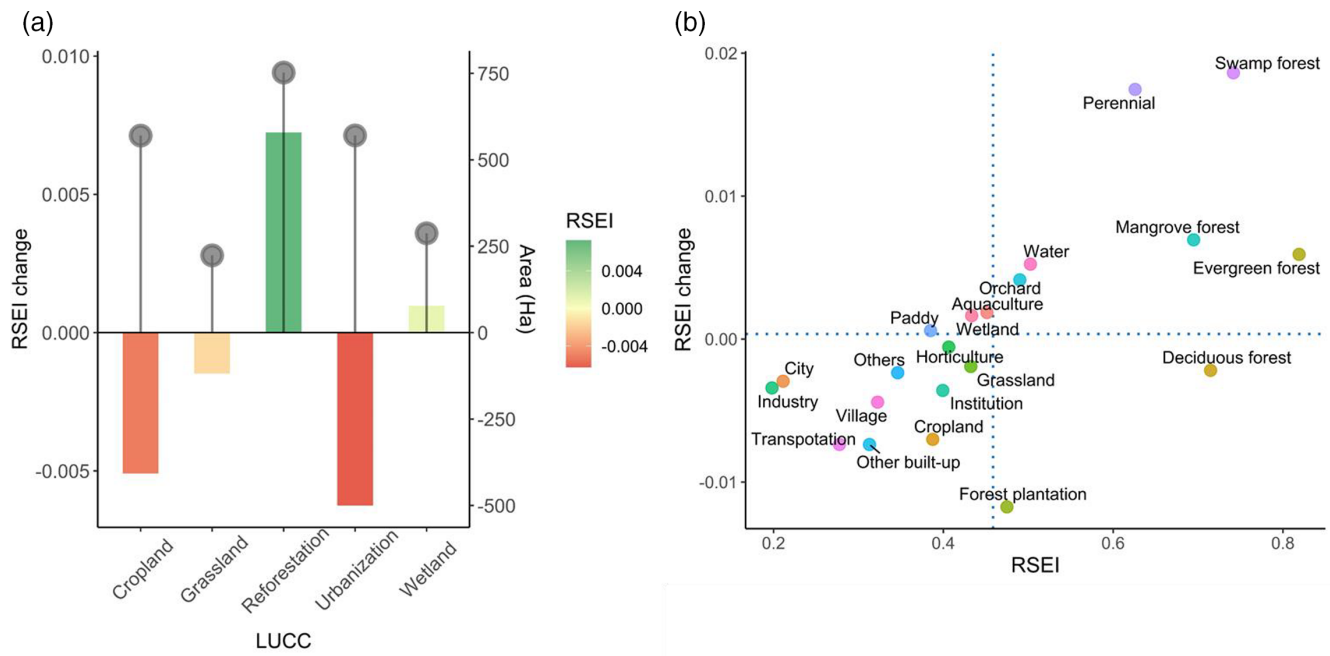 (a)
0.010
0.005
0.000
-0.005
RSEI change
750
500
250
0
-250
-500
Area (Ha)
Cropland
Grassland
Reforestation
Urbanization
Wetland
LUCC
RSEI
0.004
0.000
-0.004
(b)
0.02
0.01
0.00
-0.01
RSEI change
Swamp forest
Perennial
Mangrove forest
Evergreen forest
Water
Orchard
Aquaculture
Paddy
Wetland
Horticulture
Deciduous forest
Others
City
Grassland
Industry
Institution
Village
Cropland
Transpotation
Other built-up
Forest plantation
0.2
0.4
0.6
0.8
RSEI